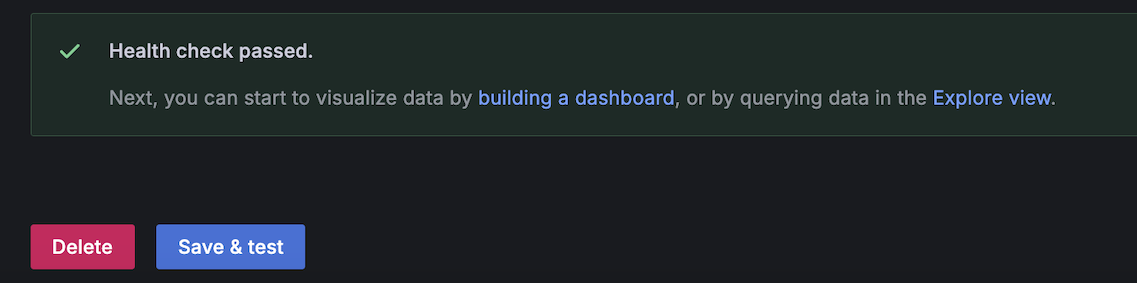 Health check passed.
Next, you can start to visualize data by building a dashboard, or by querying data in the Explore view.
Delete
Save & test